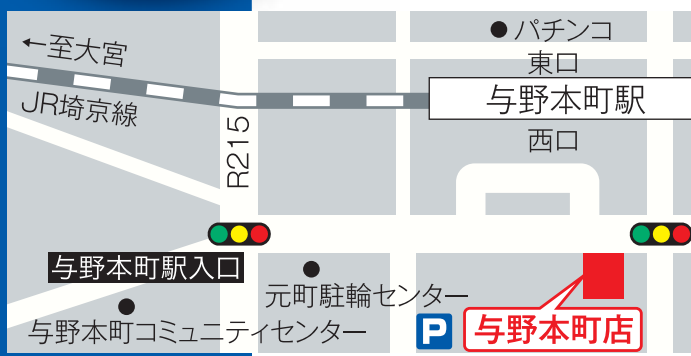 パチンコ
←至大宮
東口
与野本町駅
JR埼京線
西口
R215
与野本町駅入口
元町駐輪センター
与野本町コミュニティセンター
P
与野本町店